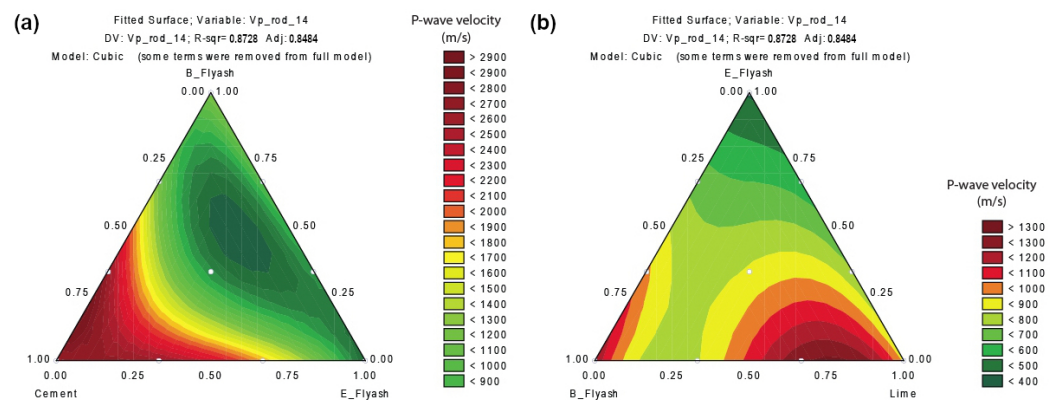 (a)
Fitted Surface; Variable: Vp_rod_14
DV: Vp_rod_14; R-sqr= 0.8728 Adj: 0.8484
Model: Cubic (some terms were removed from full model)
B_Flyash
0.00 1.00
0.25 0.75
0.50 0.50
0.75 0.25
1.00 0.00
0.00 0.25 0.50 0.75 1.00
Cement E_Flyash
P-wave velocity
(m/s)
> 2900
< 2900
< 2800
< 2700
< 2600
< 2500
< 2400
< 2300
< 2200
< 2100
< 2000
< 1900
< 1800
< 1700
< 1600
< 1500
< 1400
< 1300
< 1200
< 1100
< 1000
< 900
(b)
Fitted Surface; Variable: Vp_rod_14
DV: Vp_rod_14; R-sqr= 0.8728 Adj: 0.8484
Model: Cubic (some terms were removed from full model)
E_Flyash
0.00 1.00
0.25 0.75
0.50 0.50
0.75 0.25
1.00 0.00
0.00 0.25 0.50 0.75 1.00
B_Flyash Lime
P-wave velocity
(m/s)
> 1300
< 1300
< 1200
< 1100
< 1000
< 900
< 800
< 700
< 600
< 500
< 400